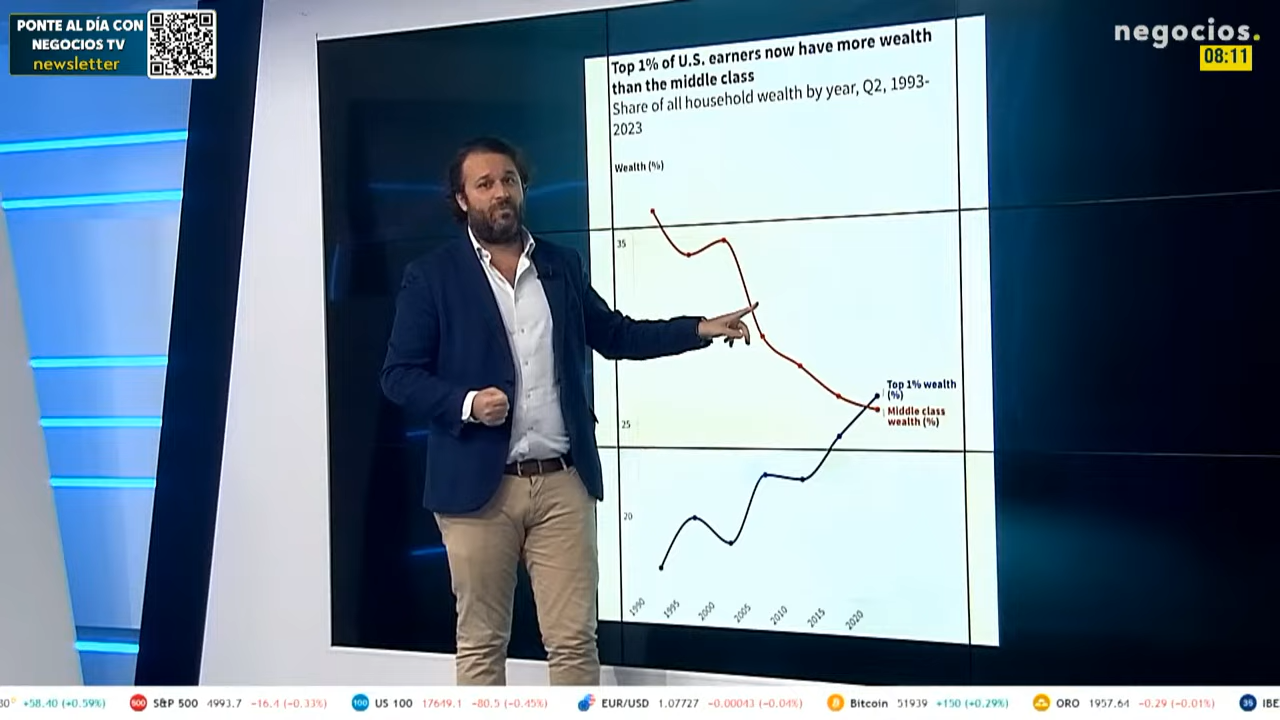 PONTE AL DÍA CON
NEGOCIOS TV
newsletter
negocios.
08:11
Top 1% of U.S. earners now have more wealth
than the middle class
Share of all household wealth by year, Q2, 1993-
2023
Wealth (%)
35
25
20
Top 1% wealth
(%)
Middle class
wealth (%)
1990
1995
2000
2005
2010
2015
2020
30 +58.40 (+0.59%) 500 S&P 500 4993.7 −16.4 (−0.33%) 100 US 100 17649.1 −80.5 (−0.45%) EUR/USD 1.07727 −0.00043 (−0.04%) Bitcoin 51939 +150 (+0.29%) ORO 1957.64 −0.29 (−0.01%) 35 IBE